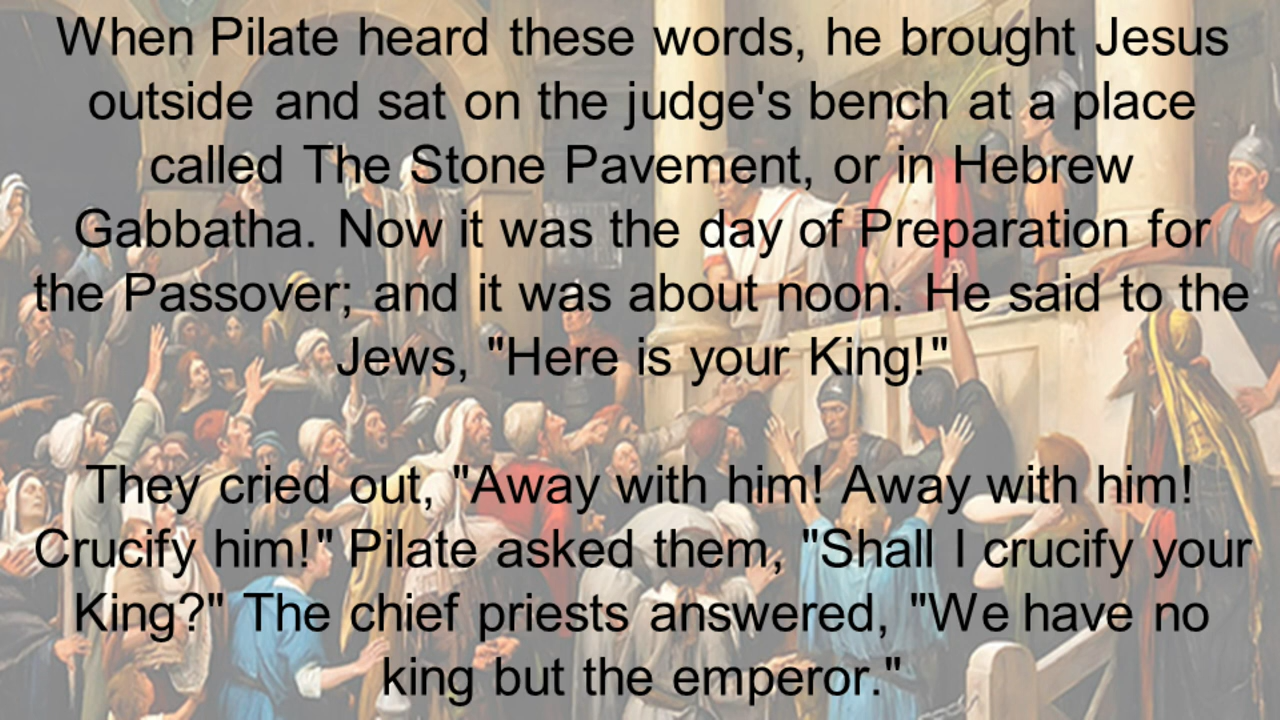 When Pilate heard these words, he brought Jesus
outside and sat on the judge's bench at a place
called The Stone Pavement, or in Hebrew
Gabbatha. Now it was the day of Preparation for
the Passover; and it was about noon. He said to the
Jews, "Here is your King!"
They cried out, "Away with him! Away with him!
Crucify him!" Pilate asked them, "Shall I crucify your
King?" The chief priests answered, "We have no
king but the emperor."